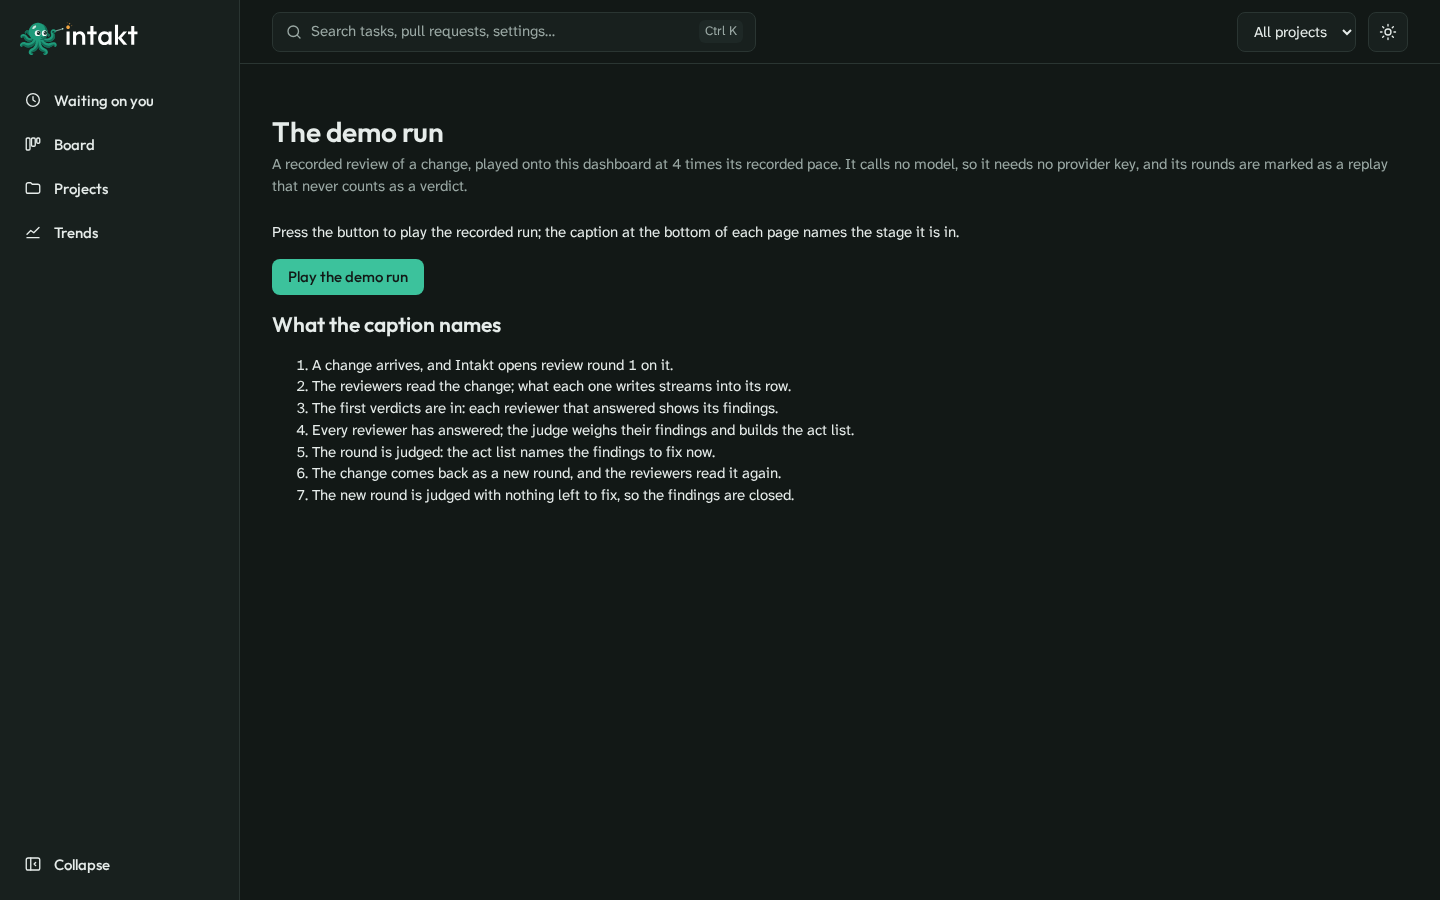 intakt
Search tasks, pull requests, settings...
Ctrl K
All projects
Waiting on you
Board
Projects
Trends
Collapse
The demo run
A recorded review of a change, played onto this dashboard at 4 times its recorded pace. It calls no model, so it needs no provider key, and its rounds are marked as a replay
that never counts as a verdict.
Press the button to play the recorded run; the caption at the bottom of each page names the stage it is in.
Play the demo run
What the caption names
1. A change arrives, and Intakt opens review round 1 on it.
2. The reviewers read the change; what each one writes streams into its row.
3. The first verdicts are in: each reviewer that answered shows its findings.
4. Every reviewer has answered; the judge weighs their findings and builds the act list.
5. The round is judged: the act list names the findings to fix now.
6. The change comes back as a new round, and the reviewers read it again.
7. The new round is judged with nothing left to fix, so the findings are closed.